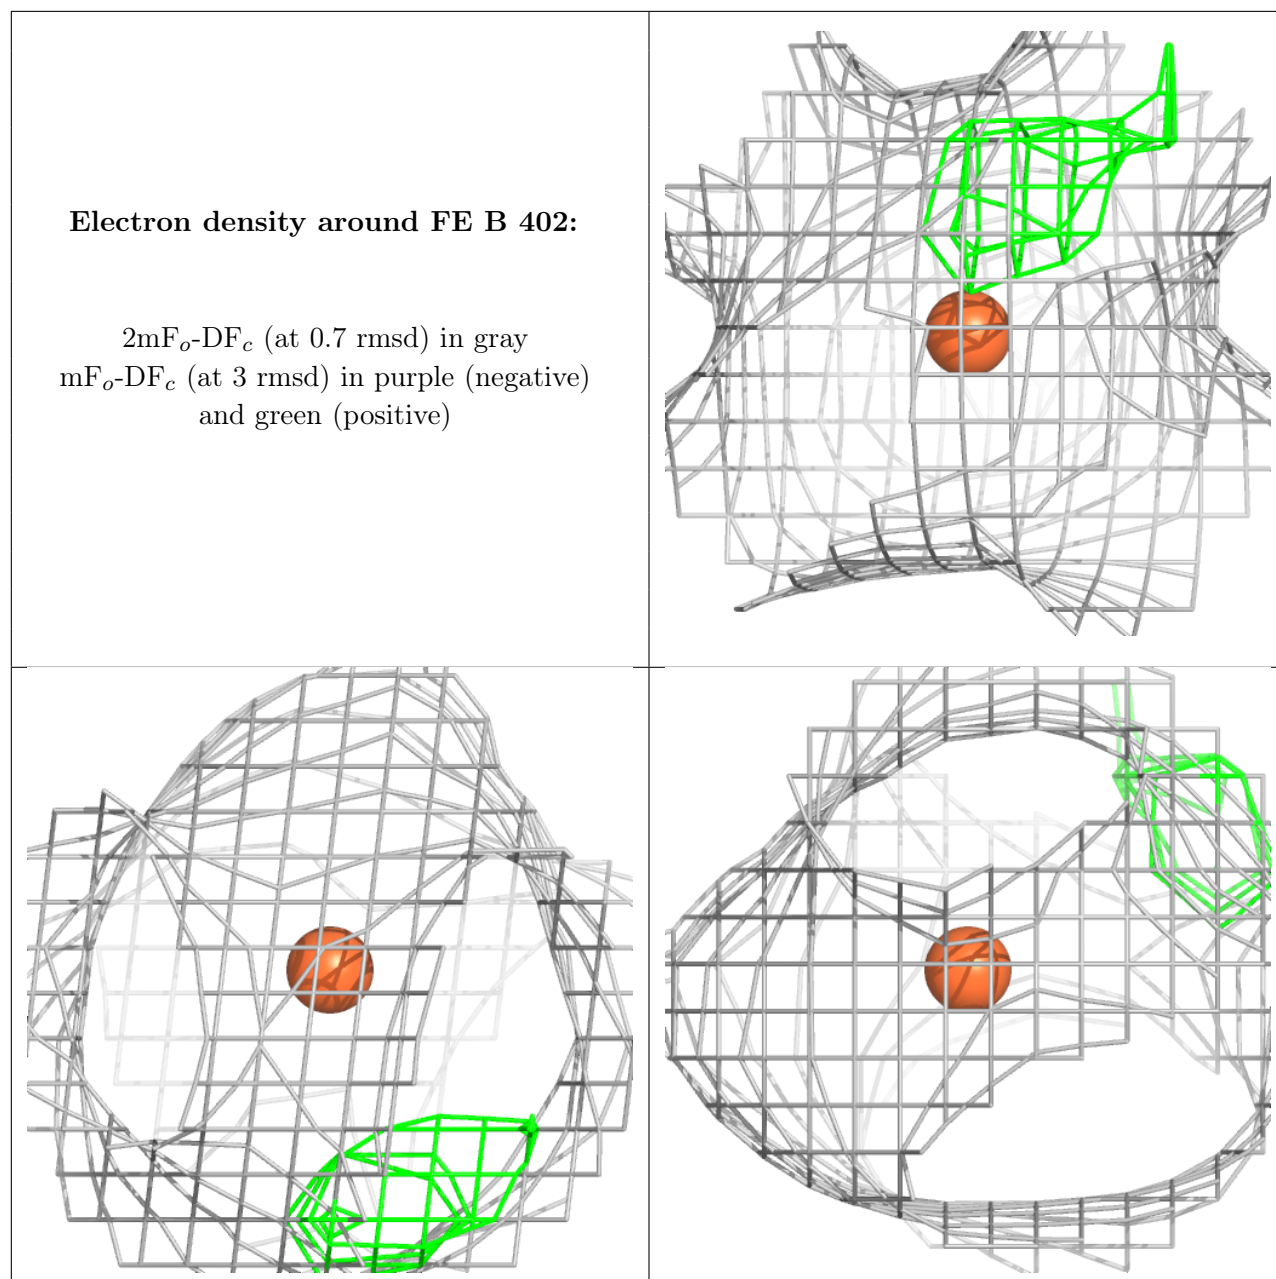 Electron density around FE B 402:
2mFo-DFc (at 0.7 rmsd) in gray
mFo-DFc (at 3 rmsd) in purple (negative)
and green (positive)